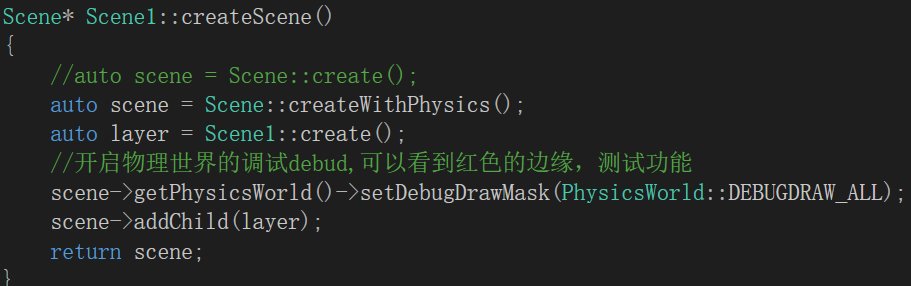 Scene* Scene1::createScene()
{
//auto scene = Scene::create();
auto scene = Scene::createWithPhysics();
auto layer = Scene1::create();
//开启物理世界的调试debud,可以看到红色的边缘，测试功能
scene->getPhysicsWorld()->setDebugDrawMask(PhysicsWorld::DEBUGDRAW_ALL);
scene->addChild(layer);
return scene;
}